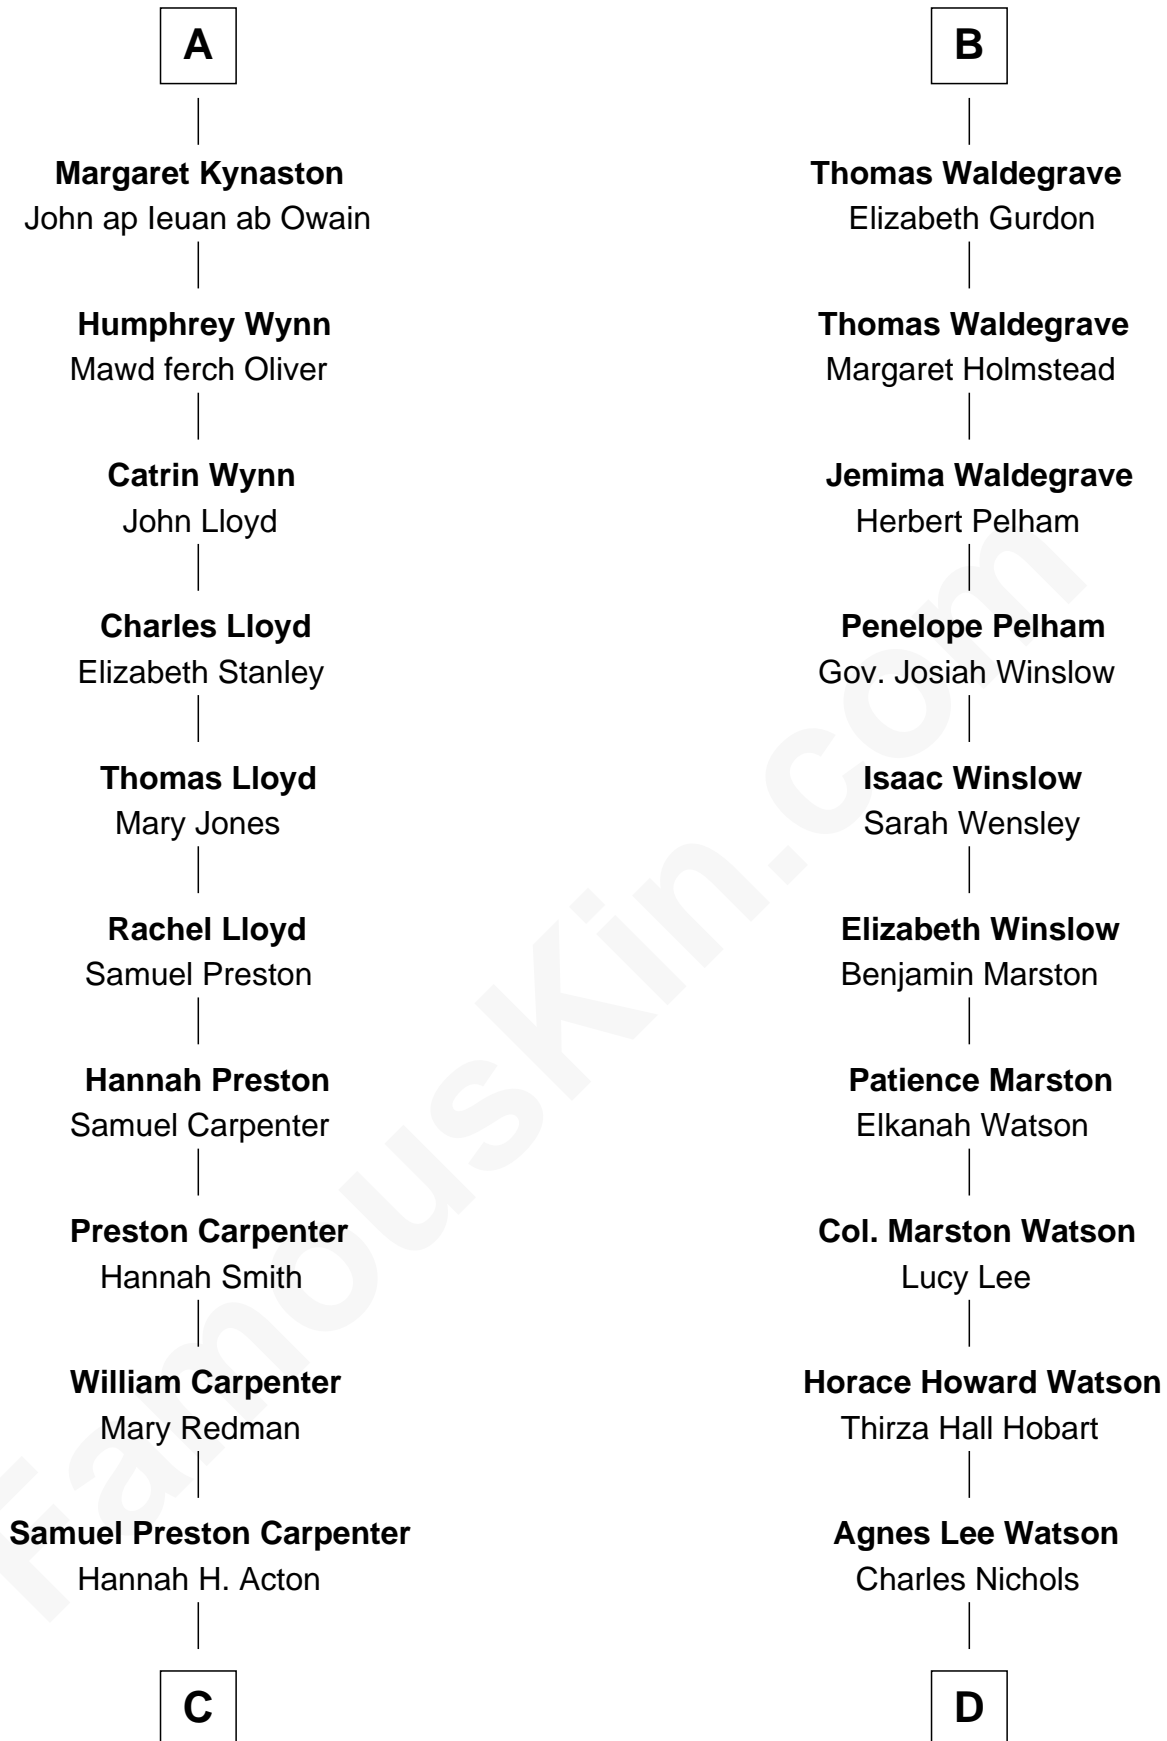 A
Margaret Kynaston
John ap Ieuan ab Owain
Humphrey Wynn
Mawd ferch Oliver
Catrin Wynn
John Lloyd
Charles Lloyd
Elizabeth Stanley
Thomas Lloyd
Mary Jones
Rachel Lloyd
Samuel Preston
Hannah Preston
Samuel Carpenter
Preston Carpenter
Hannah Smith
William Carpenter
Mary Redman
Samuel Preston Carpenter
Hannah H. Acton
C
B
Thomas Waldegrave
Elizabeth Gurdon
Thomas Waldegrave
Margaret Holmstead
Jemima Waldegrave
Herbert Pelham
Penelope Pelham
Gov. Josiah Winslow
Isaac Winslow
Sarah Wensley
Elizabeth Winslow
Benjamin Marston
Patience Marston
Elkanah Watson
Col. Marston Watson
Lucy Lee
Horace Howard Watson
Thirza Hall Hobart
Agnes Lee Watson
Charles Nichols
D
FamousKin.com